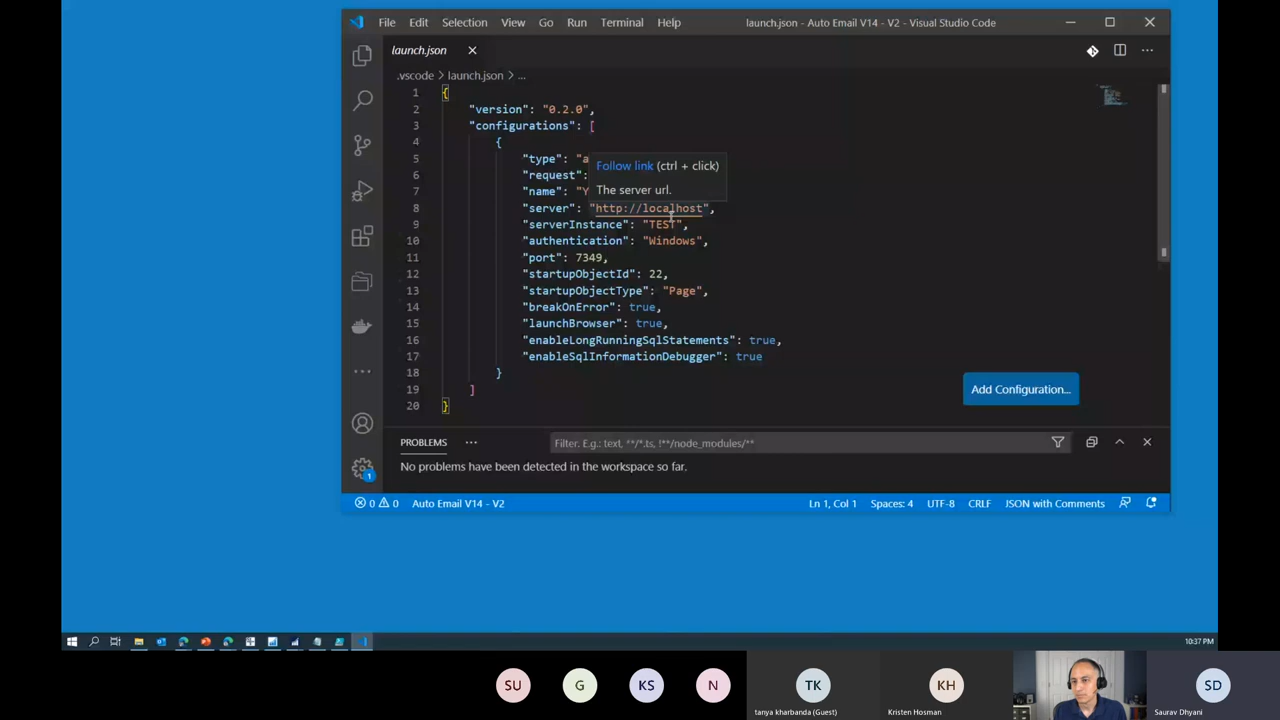 File Edit Selection View Go Run Terminal Help launch.json - Auto Email V14 - V2 - Visual Studio Code
launch.json
.vscode > launch.json > ...
1 {
2 "version": "0.2.0",
3 "configurations": [
4 {
5 "type": "a
6 "request":
7 "name": "Y
Follow link (ctrl + click)
The server url.
8 "server": "http://localhost",
9 "serverInstance": "TEST",
10 "authentication": "Windows",
11 "port": 7349,
12 "startupObjectId": 22,
13 "startupObjectType": "Page",
14 "breakOnError": true,
15 "launchBrowser": true,
16 "enableLongRunningSqlStatements": true,
17 "enableSqlInformationDebugger": true
18 }
19 ]
20 }
Add Configuration...
PROBLEMS ... Filter. E.g.: text, **/*.ts, !**/node_modules/**
No problems have been detected in the workspace so far.
1
0 0 Auto Email V14 - V2 Ln 1, Col 1 Spaces: 4 UTF-8 CRLF JSON with Comments
10:37 PM
SU G KS N TK KH SD
tanya kharbanda (Guest) Kristen Hosman Saurav Dhyani